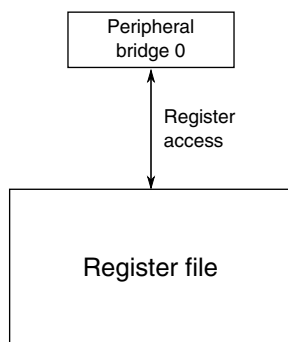 Peripheral
bridge 0
Register
access
Register file